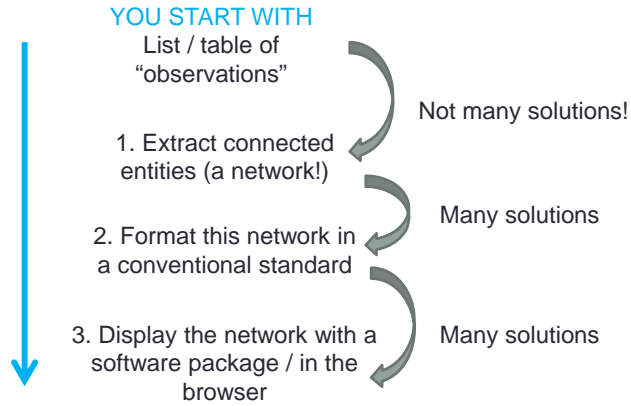 YOU START WITH
List / table of
“observations”
Not many solutions!
1. Extract connected
entities (a network!)
Many solutions
2. Format this network in
a conventional standard
3. Display the network with a
software package / in the
browser
Many solutions